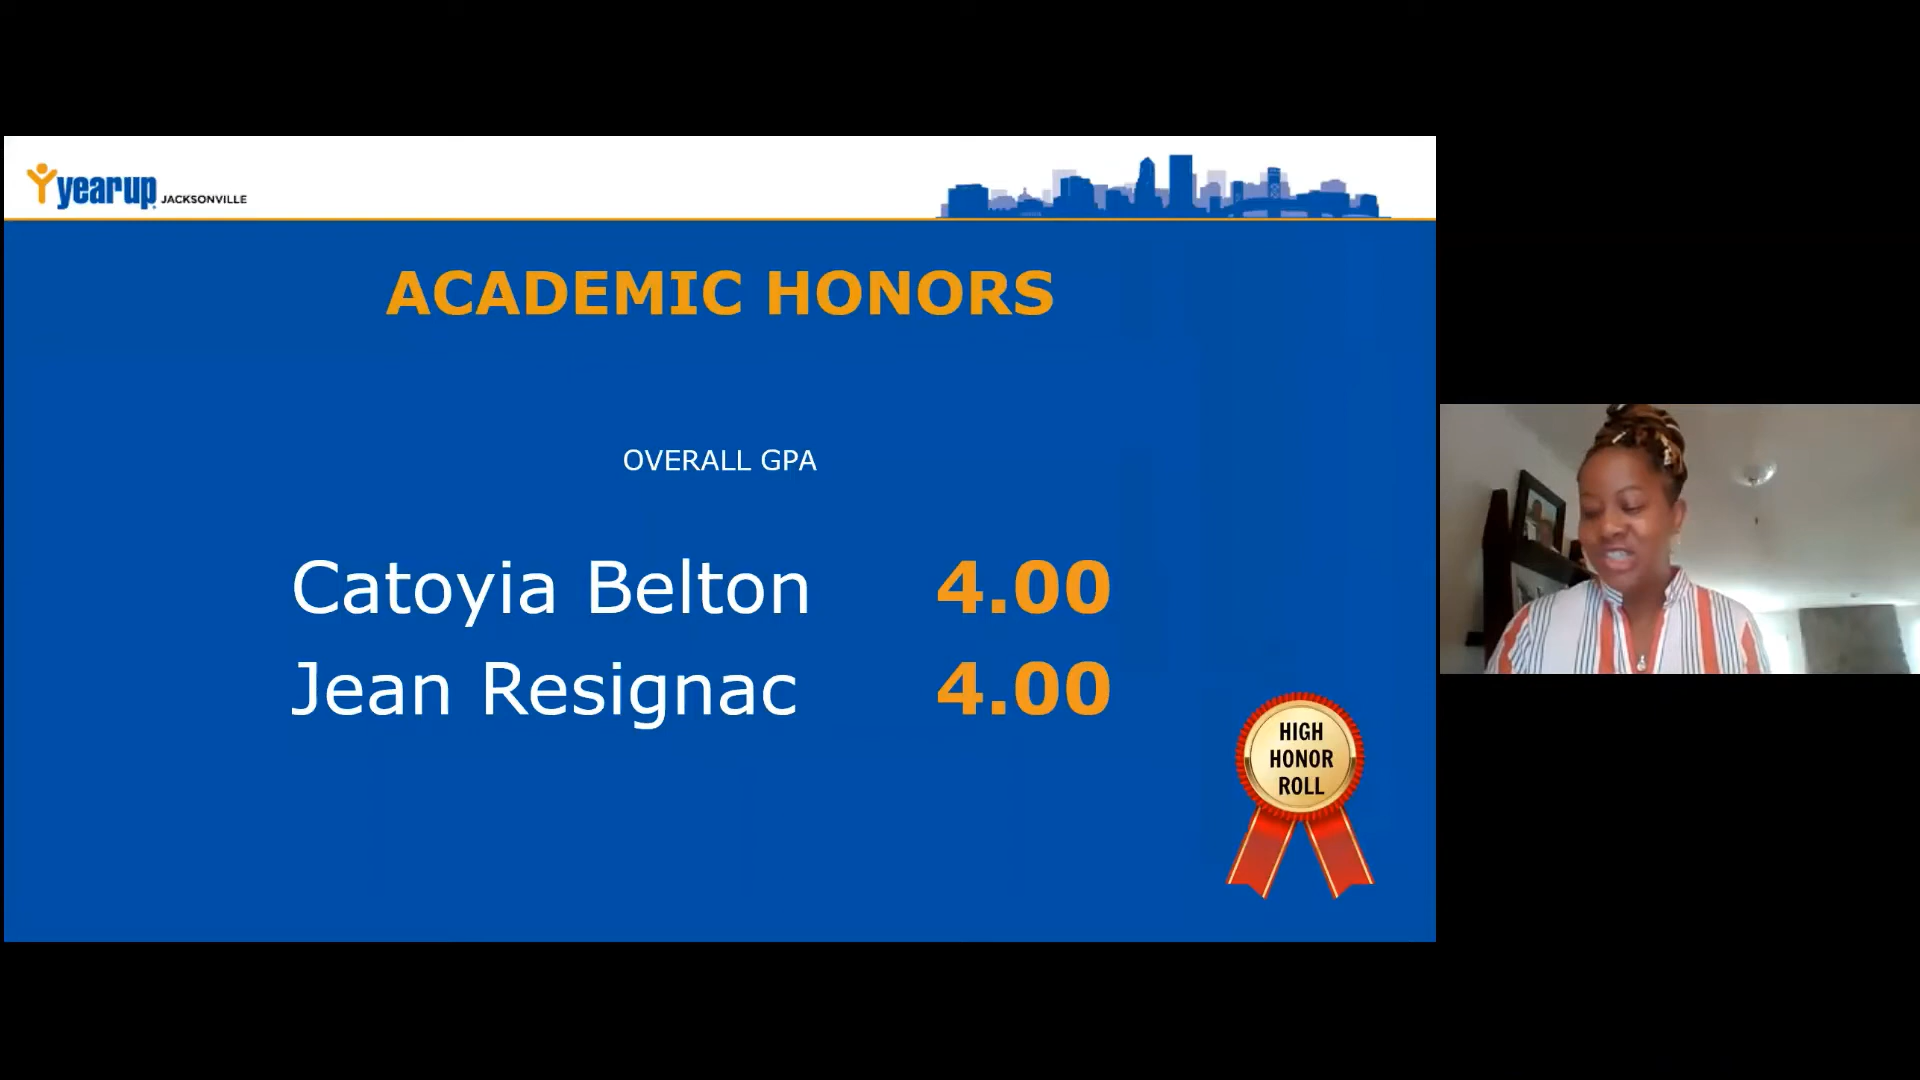 yearup JACKSONVILLE
ACADEMIC HONORS
OVERALL GPA
Catoyia Belton 4.00
Jean Resignac 4.00
HIGH
HONOR
ROLL